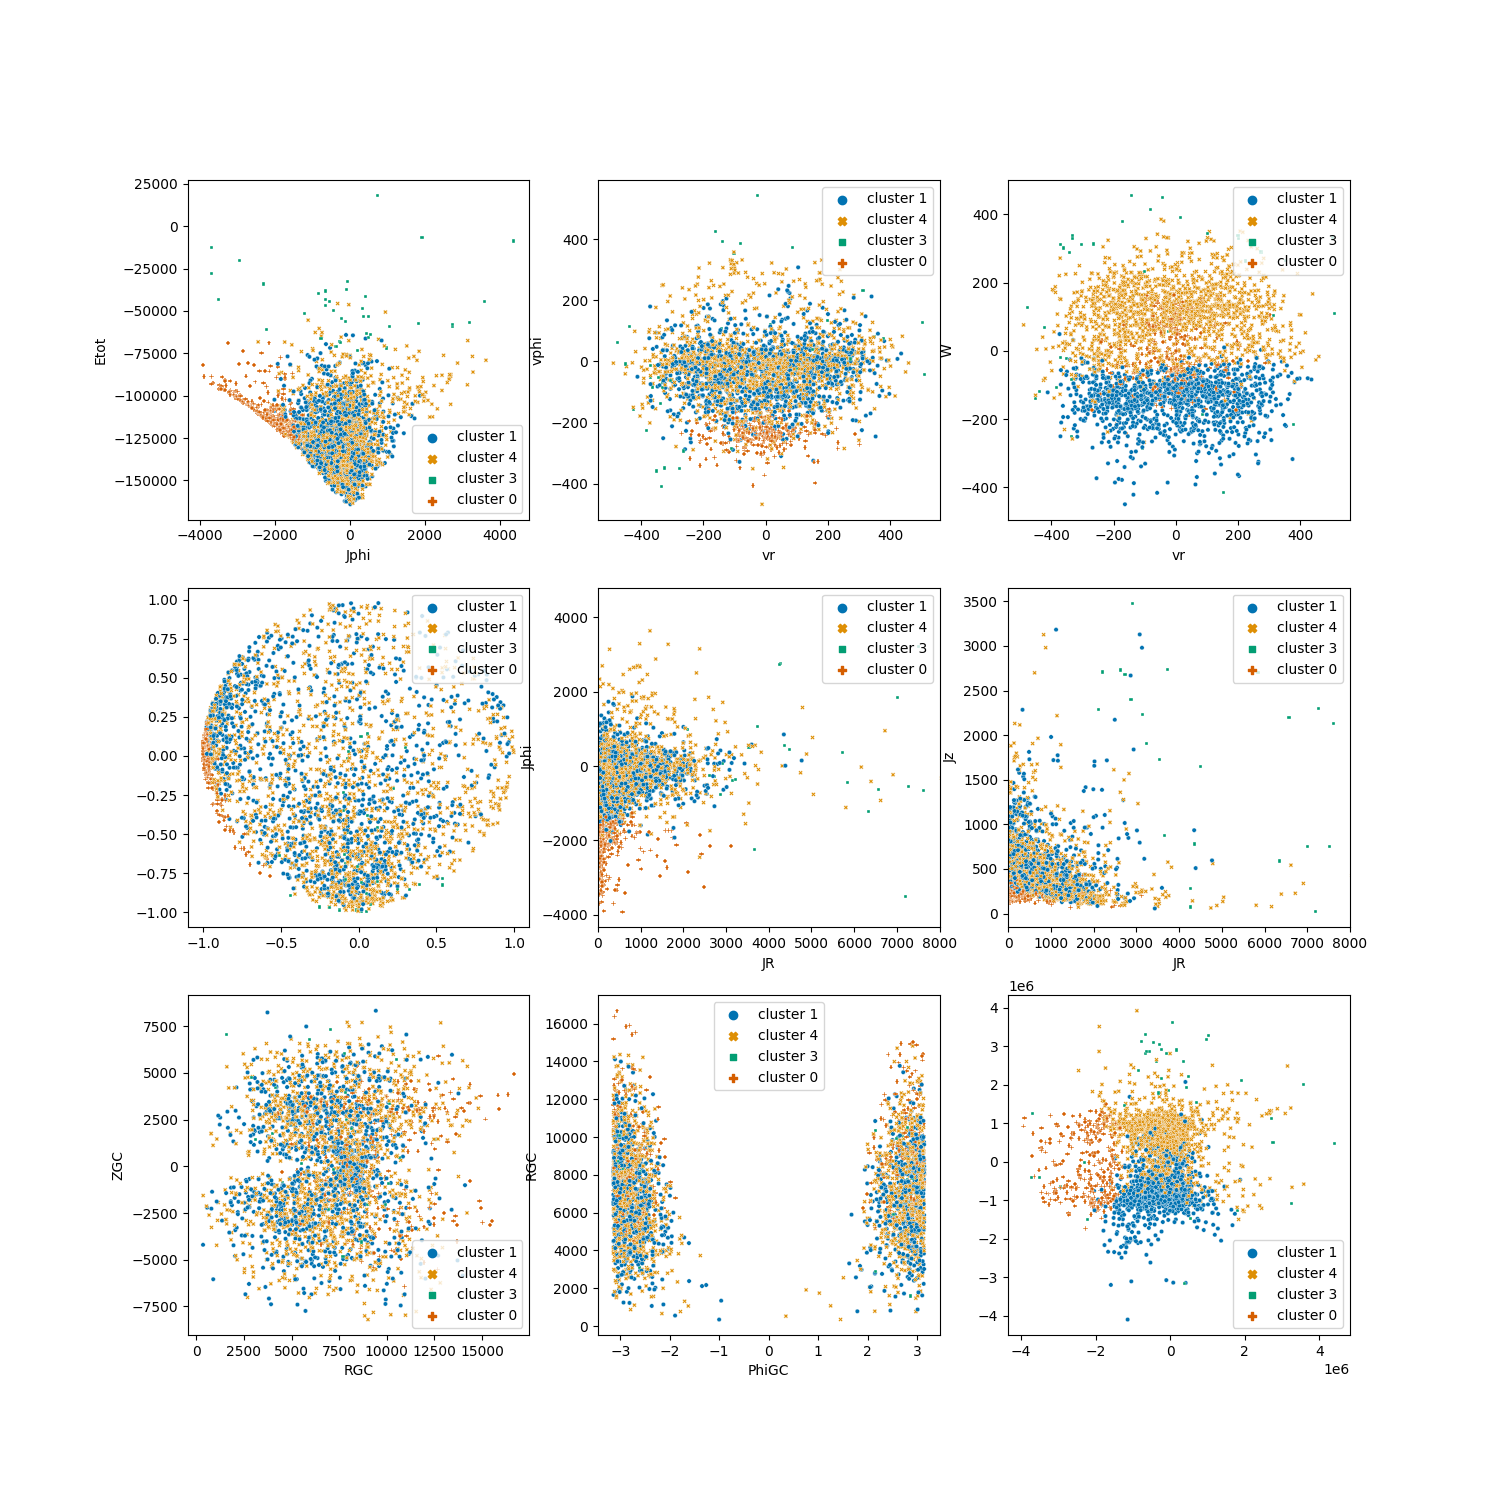 25000
0
−25000
−50000
−75000
−100000
−125000
−150000
Etot
cluster 1
cluster 4
cluster 3
cluster 0
−4000 −2000 0 2000 4000
Jphi
400
200
0
−200
−400
vphi
cluster 1
cluster 4
cluster 3
cluster 0
−400 −200 0 200 400
vr
400
200
0
−200
−400
W
cluster 1
cluster 4
cluster 3
cluster 0
−400 −200 0 200 400
vr
1.00
0.75
0.50
0.25
0.00
−0.25
−0.50
−0.75
−1.00
cluster 1
cluster 4
cluster 3
cluster 0
−1.0 −0.5 0.0 0.5 1.0
4000
2000
0
−2000
−4000
Jphi
cluster 1
cluster 4
cluster 3
cluster 0
0 1000 2000 3000 4000 5000 6000 7000 8000
JR
3500
3000
2500
2000
1500
1000
500
0
Jz
cluster 1
cluster 4
cluster 3
cluster 0
0 1000 2000 3000 4000 5000 6000 7000 8000
JR
7500
5000
2500
0
−2500
−5000
−7500
ZGC
cluster 1
cluster 4
cluster 3
cluster 0
0 2500 5000 7500 10000 12500 15000
RGC
16000
14000
12000
10000
8000
6000
4000
2000
0
RGC
cluster 1
cluster 4
cluster 3
cluster 0
−3 −2 −1 0 1 2 3
PhiGC
1e6
4
3
2
1
0
−1
−2
−3
−4
cluster 1
cluster 4
cluster 3
cluster 0
−4 −2 0 2 4
1e6